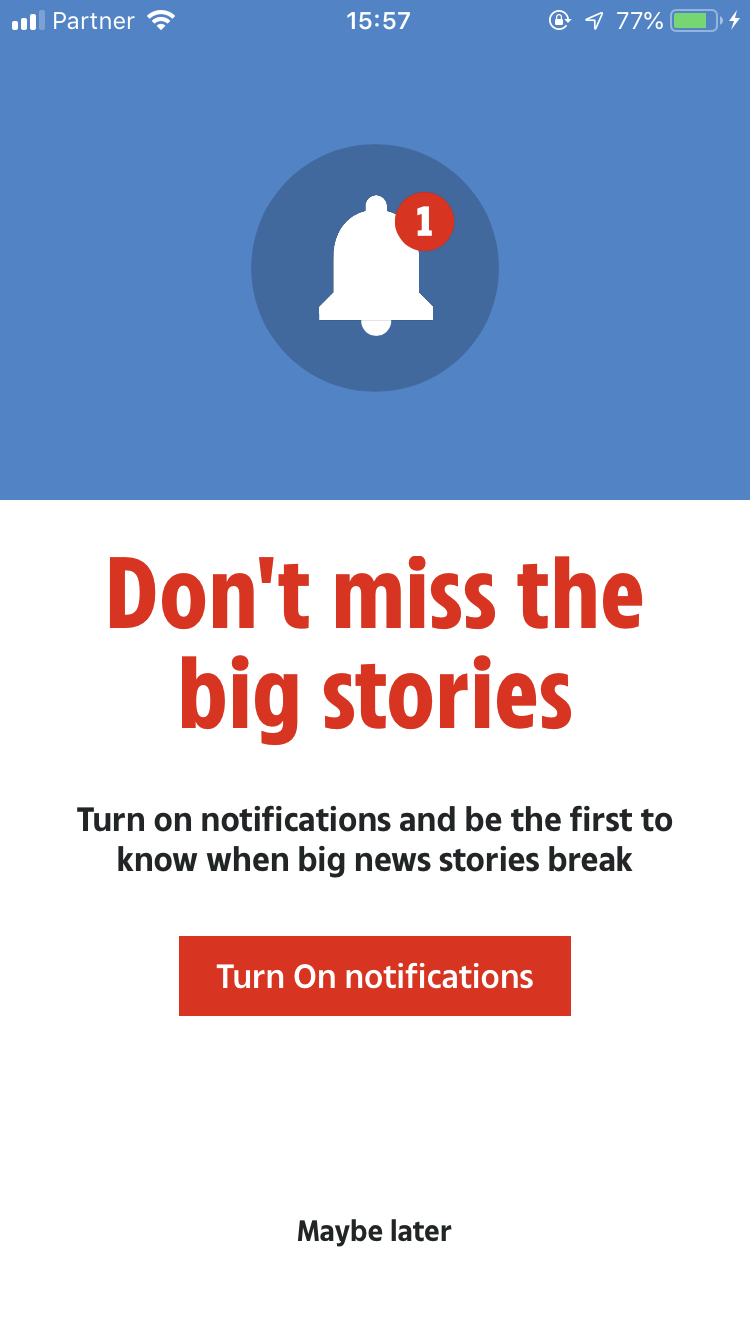 Partner 15:57 77%
1
Don't miss the
big stories
Turn on notifications and be the first to
know when big news stories break
Turn On notifications
Maybe later